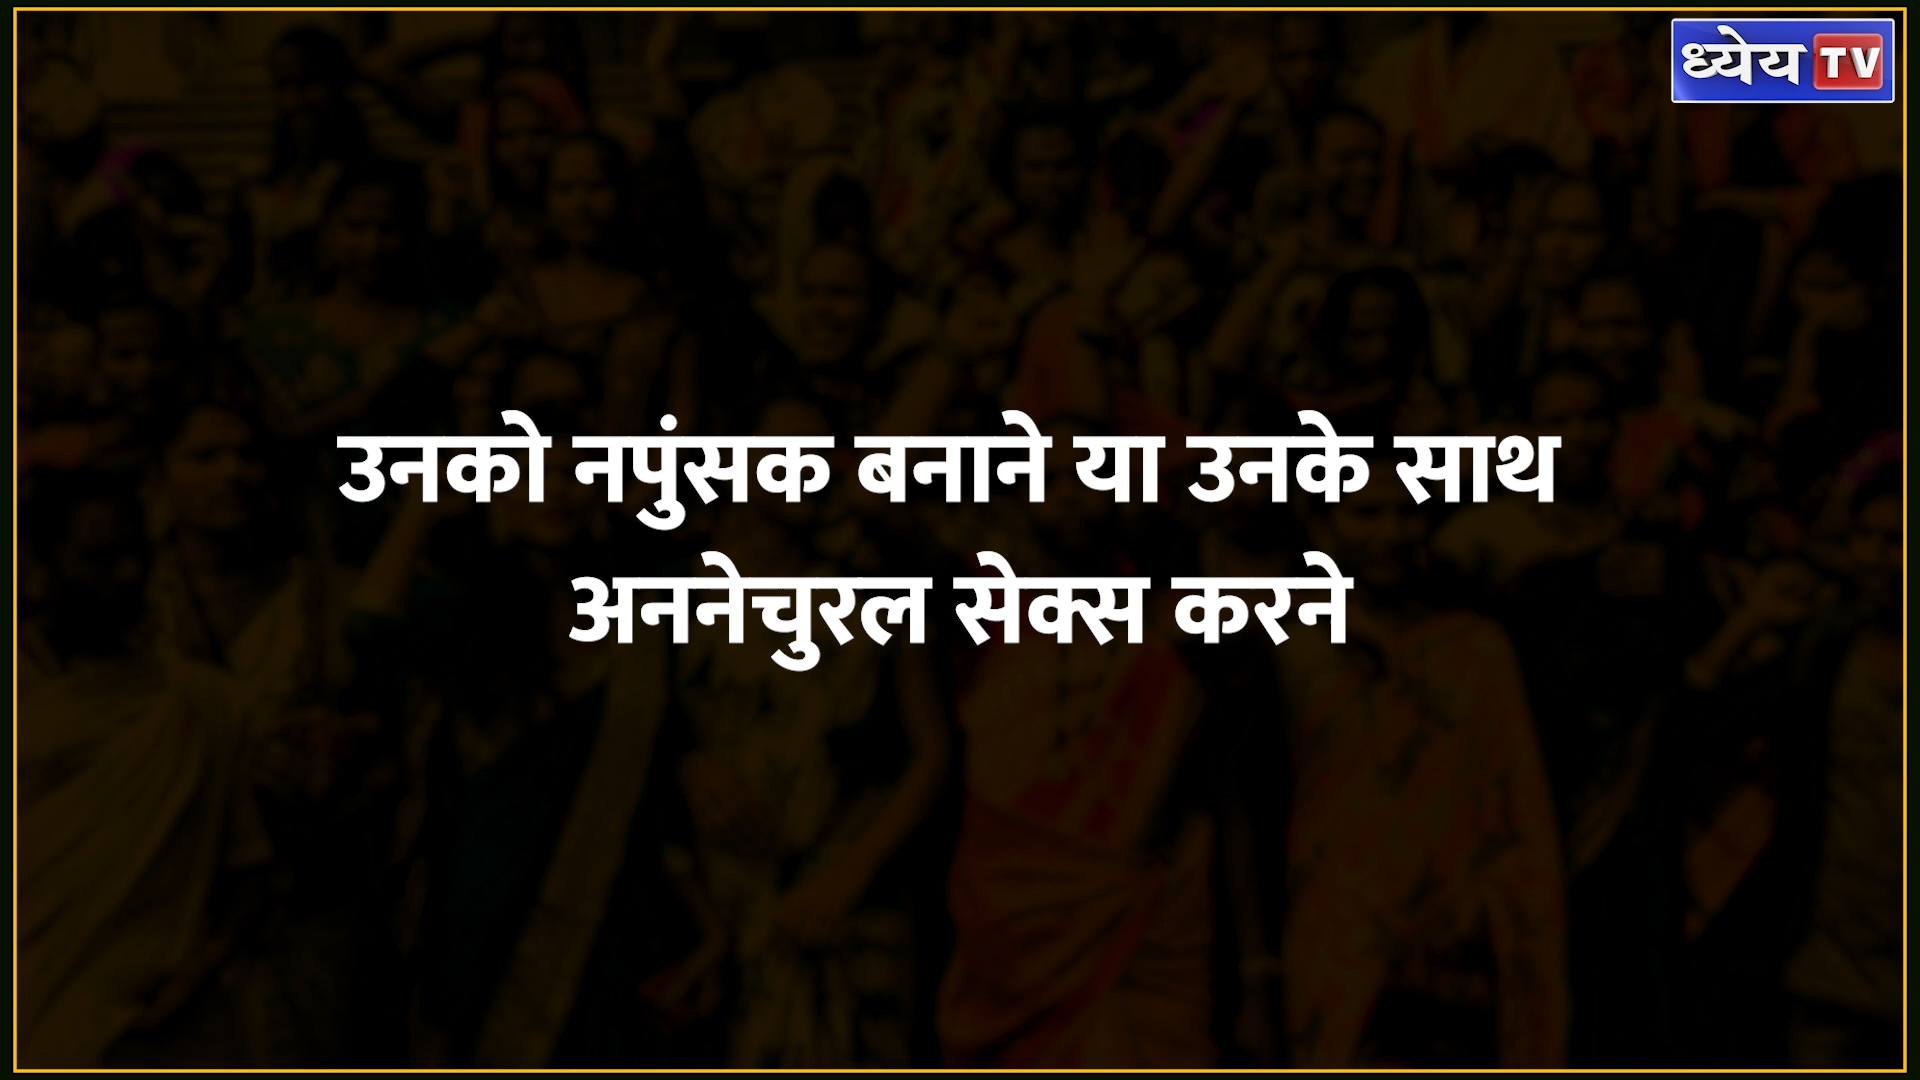 ध्येय TV
उनको नपुंसक बनाने या उनके साथ
अननेचुरल सेक्स करने